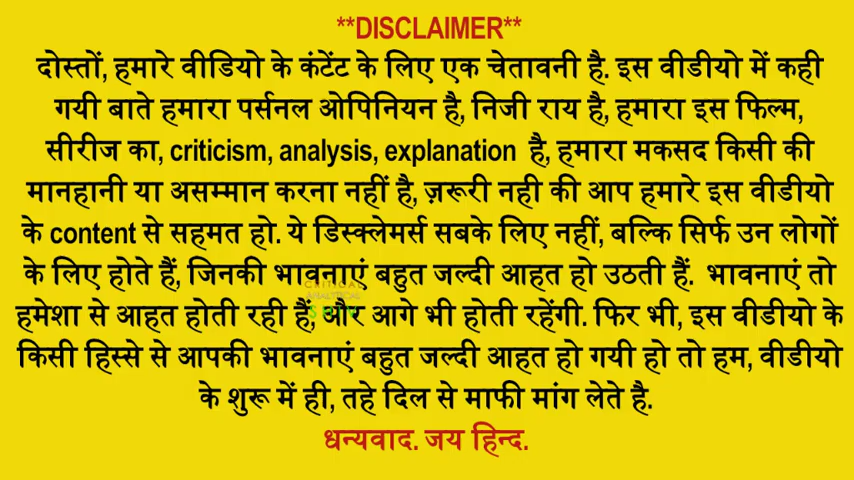 **DISCLAIMER**
दोस्तों, हमारे वीडियो के कंटेंट के लिए एक चेतावनी है. इस वीडीयो में कही
गयी बाते हमारा पर्सनल ओपिनियन है, निजी राय है, हमारा इस फिल्म,
सीरीज का, criticism, analysis, explanation है, हमारा मकसद किसी की
मानहानी या असम्मान करना नहीं है, ज़रूरी नही की आप हमारे इस वीडीयो
के content से सहमत हो. ये डिस्क्लेमर्स सबके लिए नहीं, बल्कि सिर्फ उन लोगों
के लिए होते हैं, जिनकी भावनाएं बहुत जल्दी आहत हो उठती हैं. भावनाएं तो
हमेशा से आहत होती रही हैं, और आगे भी होती रहेंगी. फिर भी, इस वीडीयो के
किसी हिस्से से आपकी भावनाएं बहुत जल्दी आहत हो गयी हो तो हम, वीडीयो
के शुरू में ही, तहे दिल से माफी मांग लेते है.
धन्यवाद. जय हिन्द.
CRITICAL